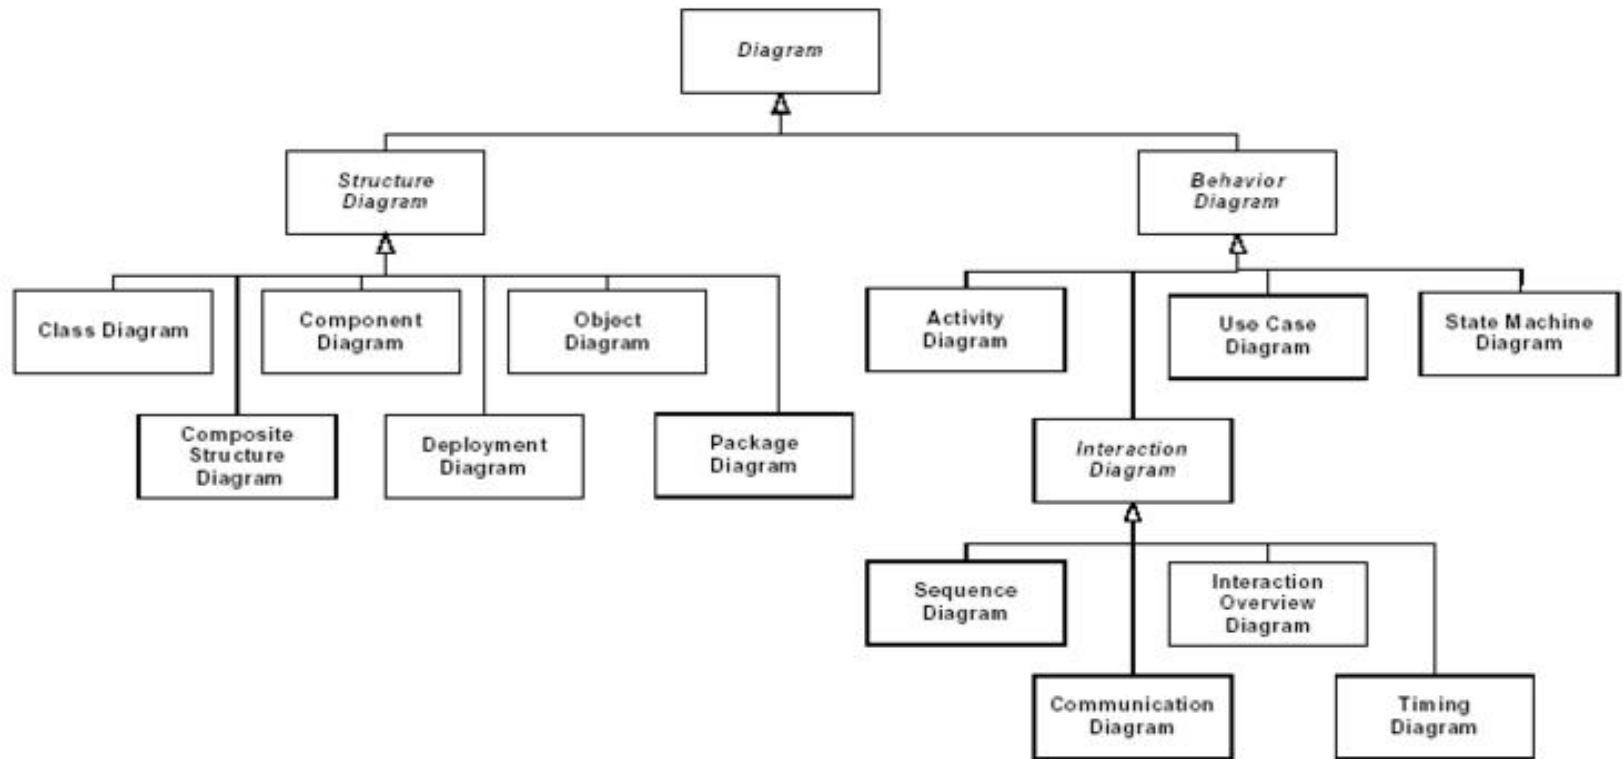 Diagram
Structure
Diagram
Behavior
Diagram
Class Diagram
Component
Diagram
Object
Diagram
Activity
Diagram
Use Case
Diagram
State Machine
Diagram
Composite
Structure
Diagram
Deployment
Diagram
Package
Diagram
Interaction
Diagram
Sequence
Diagram
Interaction
Overview
Diagram
Communication
Diagram
Timing
Diagram